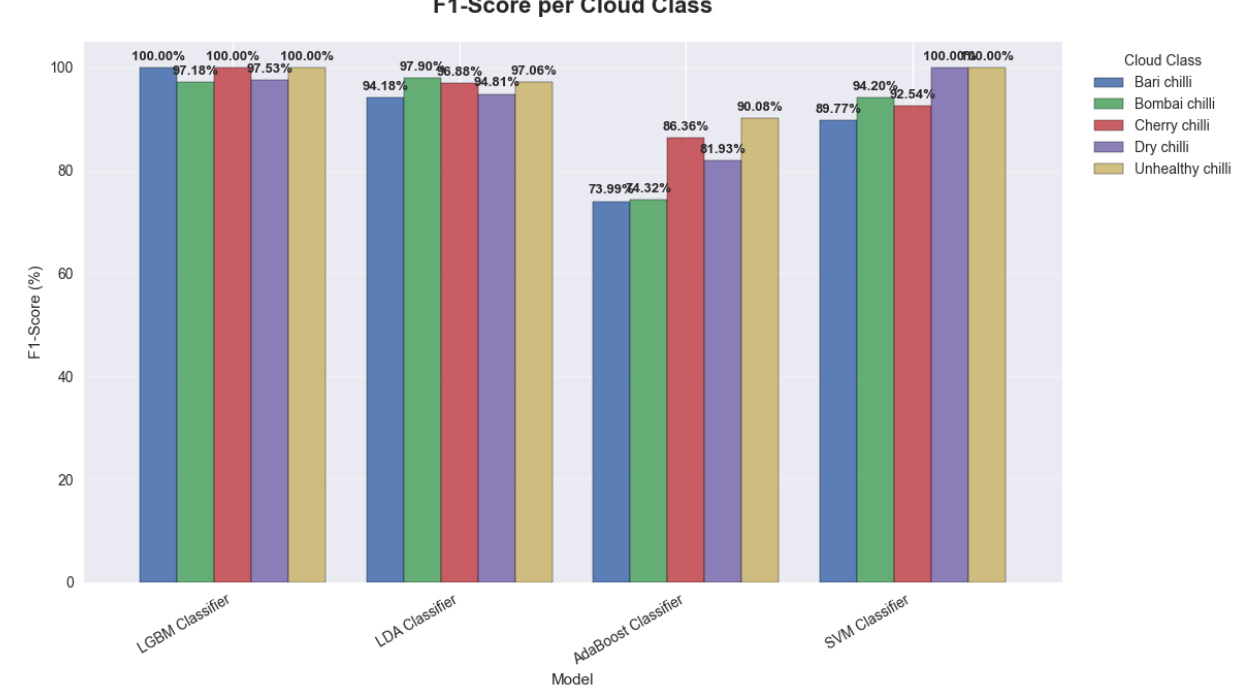 F1-Score per Cloud Class
100.00%
97.18%
100.00%
97.53%
100.00%
94.18%
97.90%
96.88%
94.81%
97.06%
73.99%
74.32%
86.36%
81.93%
90.08%
89.77%
94.20%
92.54%
100.00%
100.00%
Cloud Class
Bari chilli
Bombai chilli
Cherry chilli
Dry chilli
Unhealthy chilli
F1-Score (%)
100
80
60
40
20
0
LGBM Classifier
LDA Classifier
AdaBoost Classifier
SVM Classifier
Model